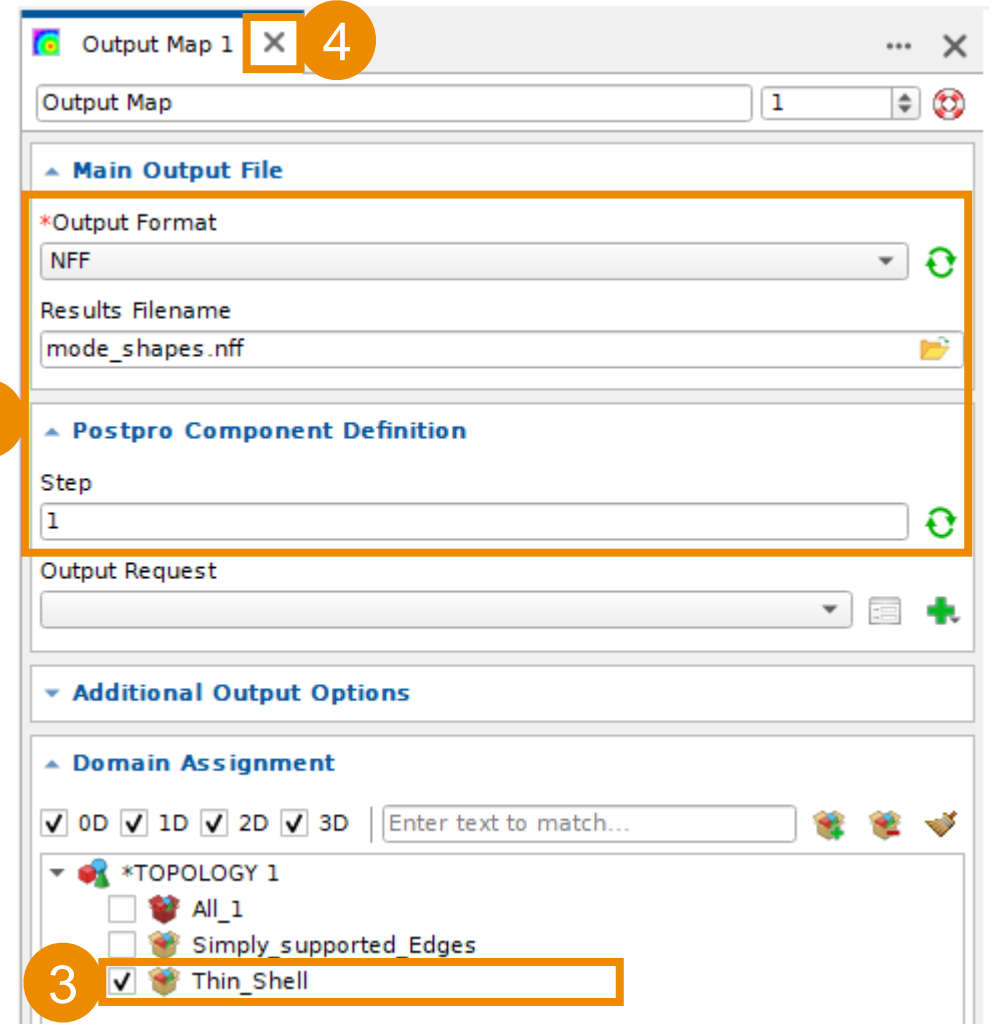 Output Map 1
4
Output Map
1
Main Output File
*Output Format
NFF
Results Filename
mode_shapes.nff
Postpro Component Definition
Step
1
Output Request
Additional Output Options
Domain Assignment
0D 1D 2D 3D Enter text to match...
*TOPOLOGY 1
All_1
Simply_supported_Edges
3 Thin_Shell